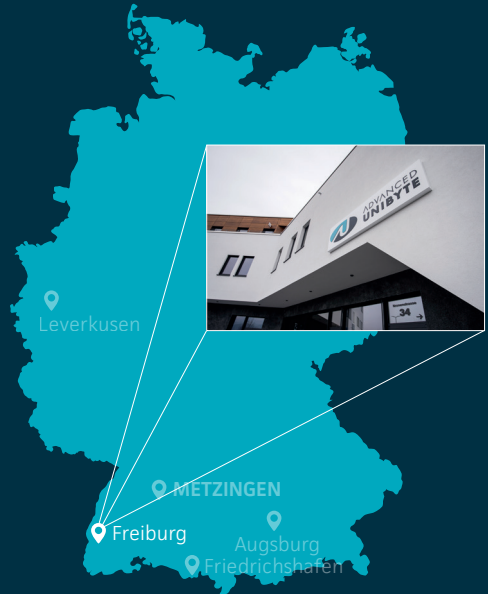 ADVANCED
UNIBYTE
34
Leverkusen
METZINGEN
Freiburg
Augsburg
Friedrichshafen